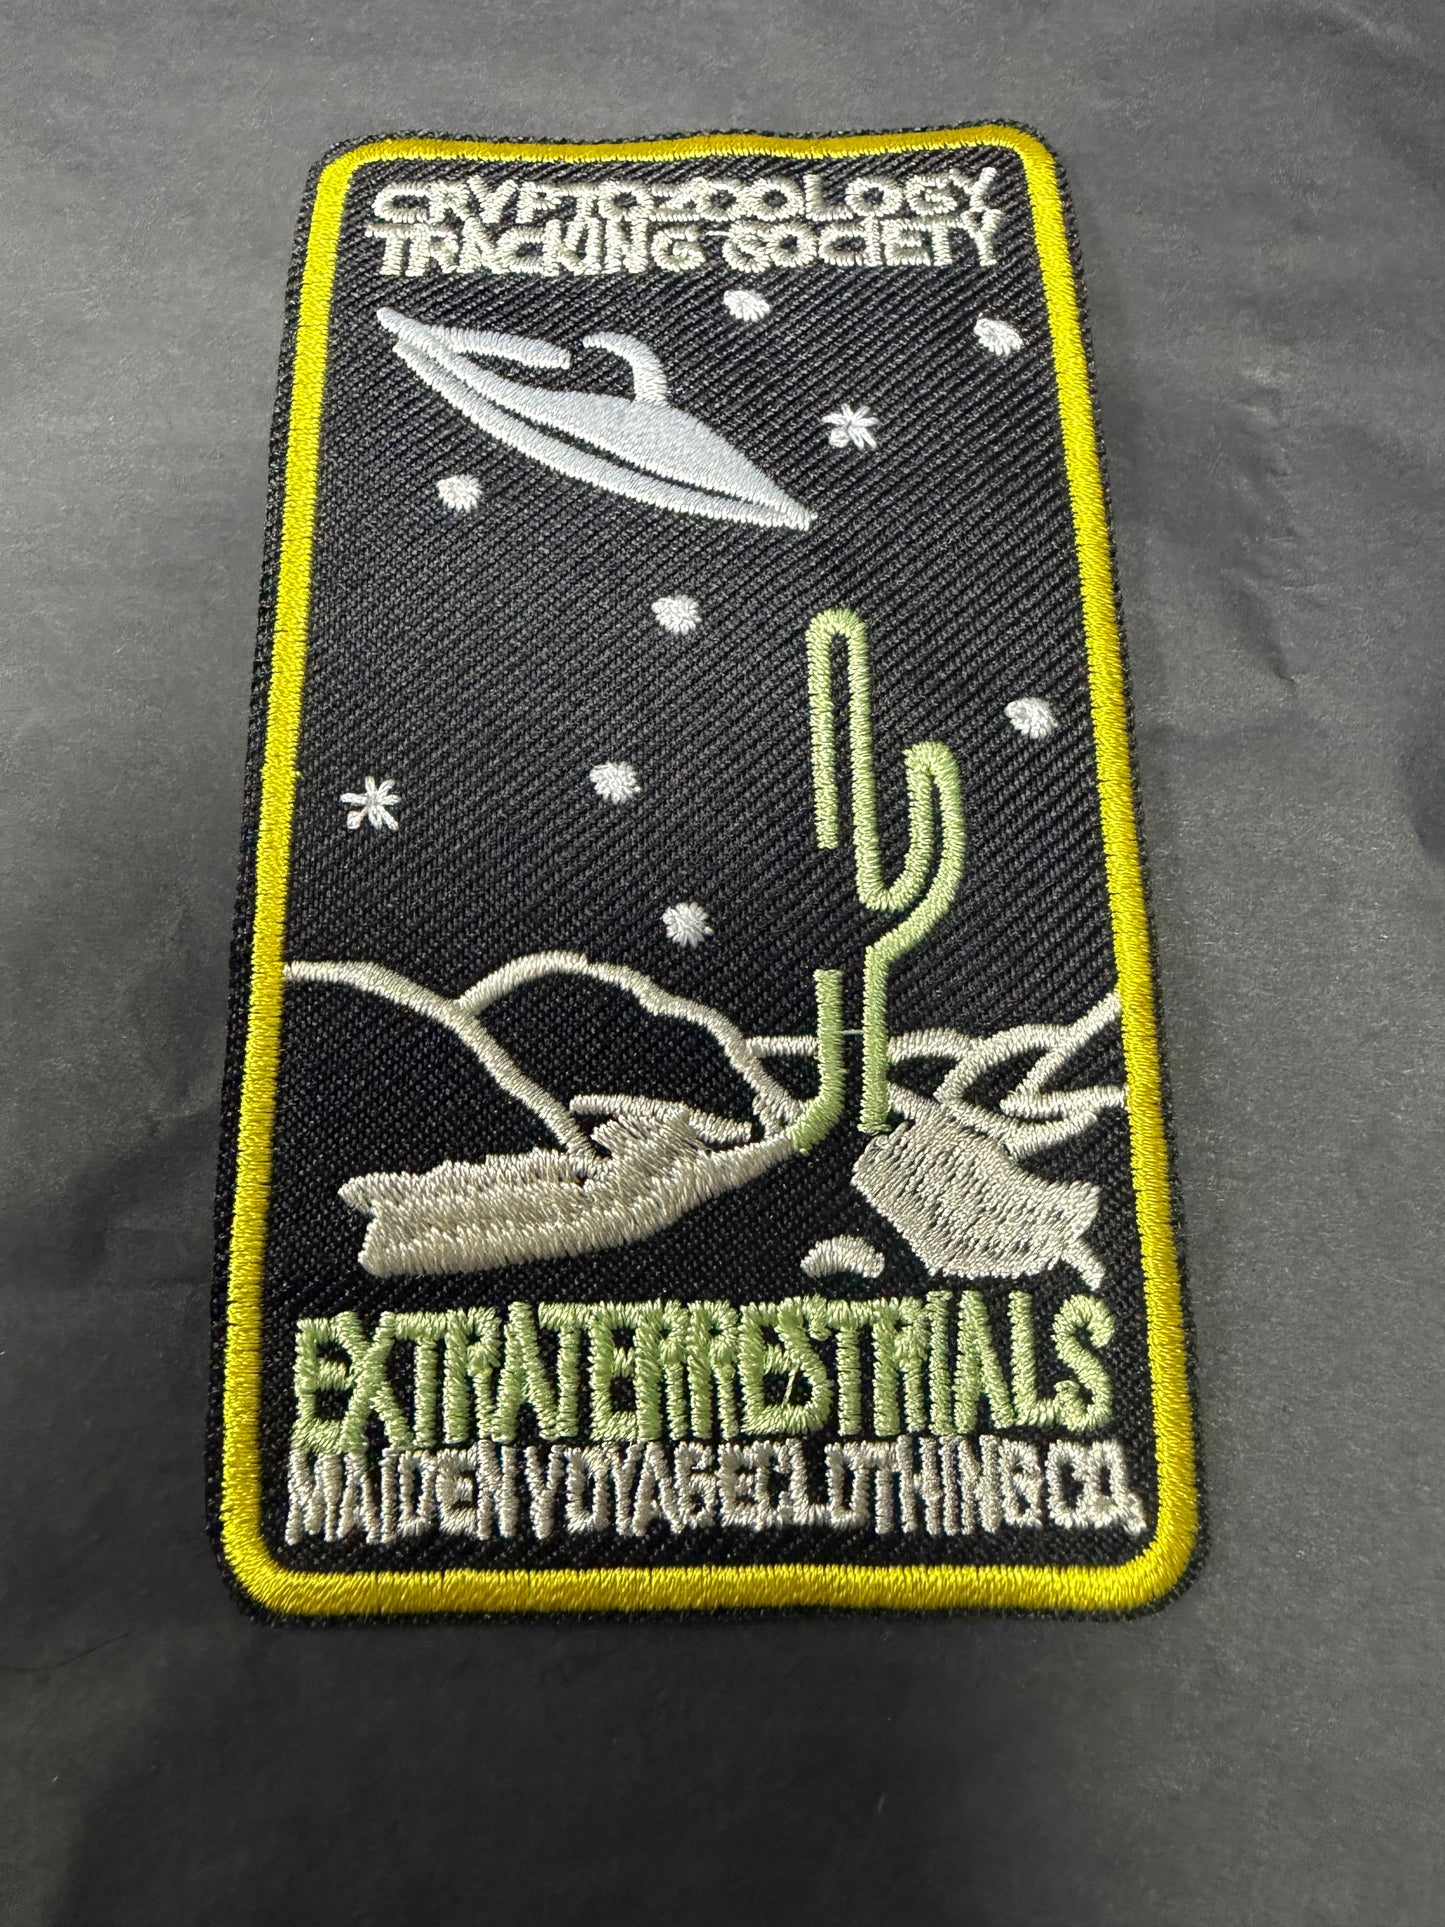 CRYPTOZOOLOGY
TRACKING SOCIETY
EXTRATERRESTRIALS
MAIDEN VOYAGE CLOTHING CO.